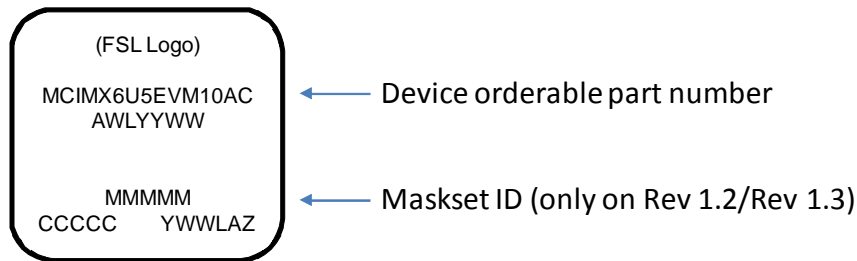 (FSL Logo)
MCIMX6U5EVM10AC
Device orderable part number
AWLYYWW
MMMMM
Maskset ID (only on Rev 1.2/Rev 1.3)
CCCCC YWWLAZ